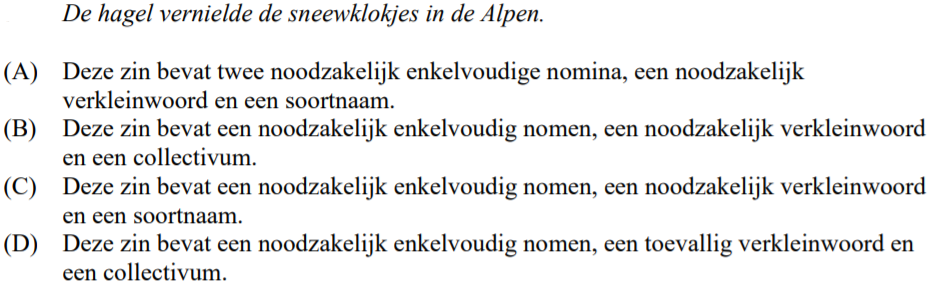 De hagel vernielde de sneewklokjes in de Alpen.
(A) Deze zin bevat twee noodzakelijk enkelvoudige nomina, een noodzakelijk
verkleinwoord en een soortnaam.
(B) Deze zin bevat een noodzakelijk enkelvoudig nomen, een noodzakelijk verkleinwoord
en een collectivum.
(C) Deze zin bevat een noodzakelijk enkelvoudig nomen, een noodzakelijk verkleinwoord
en een soortnaam.
(D) Deze zin bevat een noodzakelijk enkelvoudig nomen, een toevallig verkleinwoord en
een collectivum.